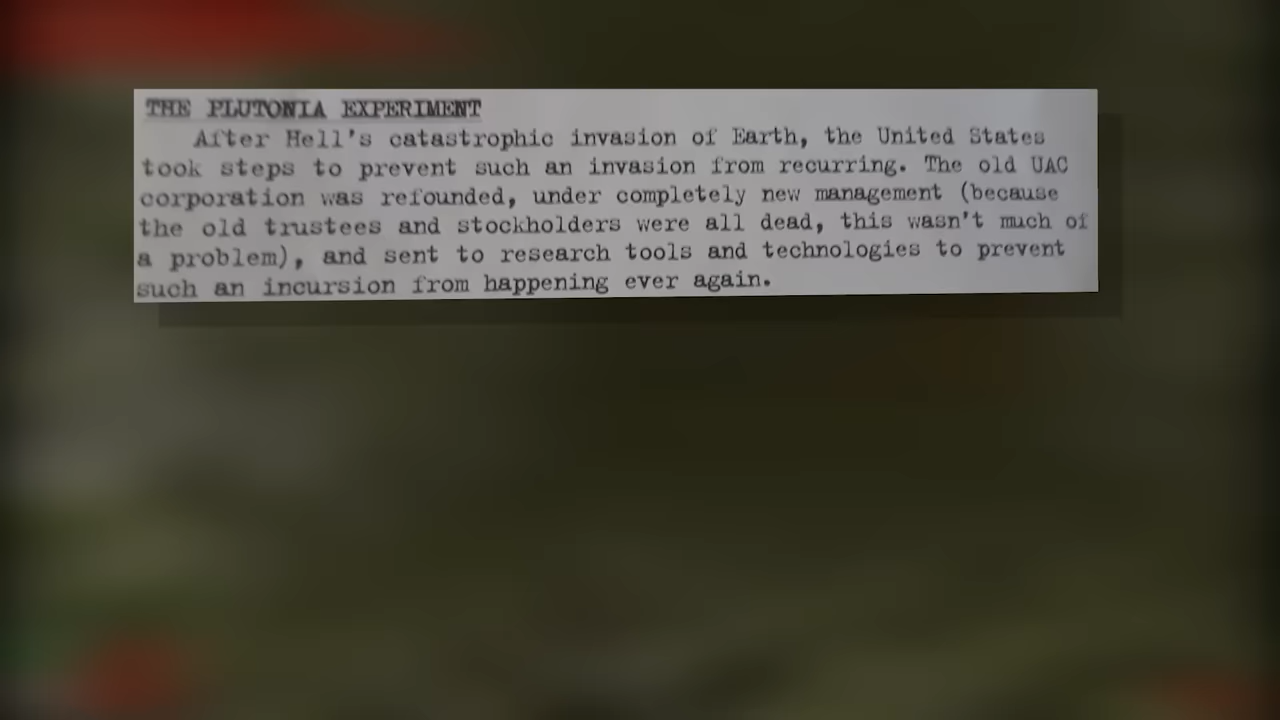 THE PLUTONIA EXPERIMENT
After Hell's catastrophic invasion of Earth, the United States
took steps to prevent such an invasion from recurring. The old UAC
corporation was refounded, under completely new management (because
the old trustees and stockholders were all dead, this wasn't much of
a problem), and sent to research tools and technologies to prevent
such an incursion from happening ever again.